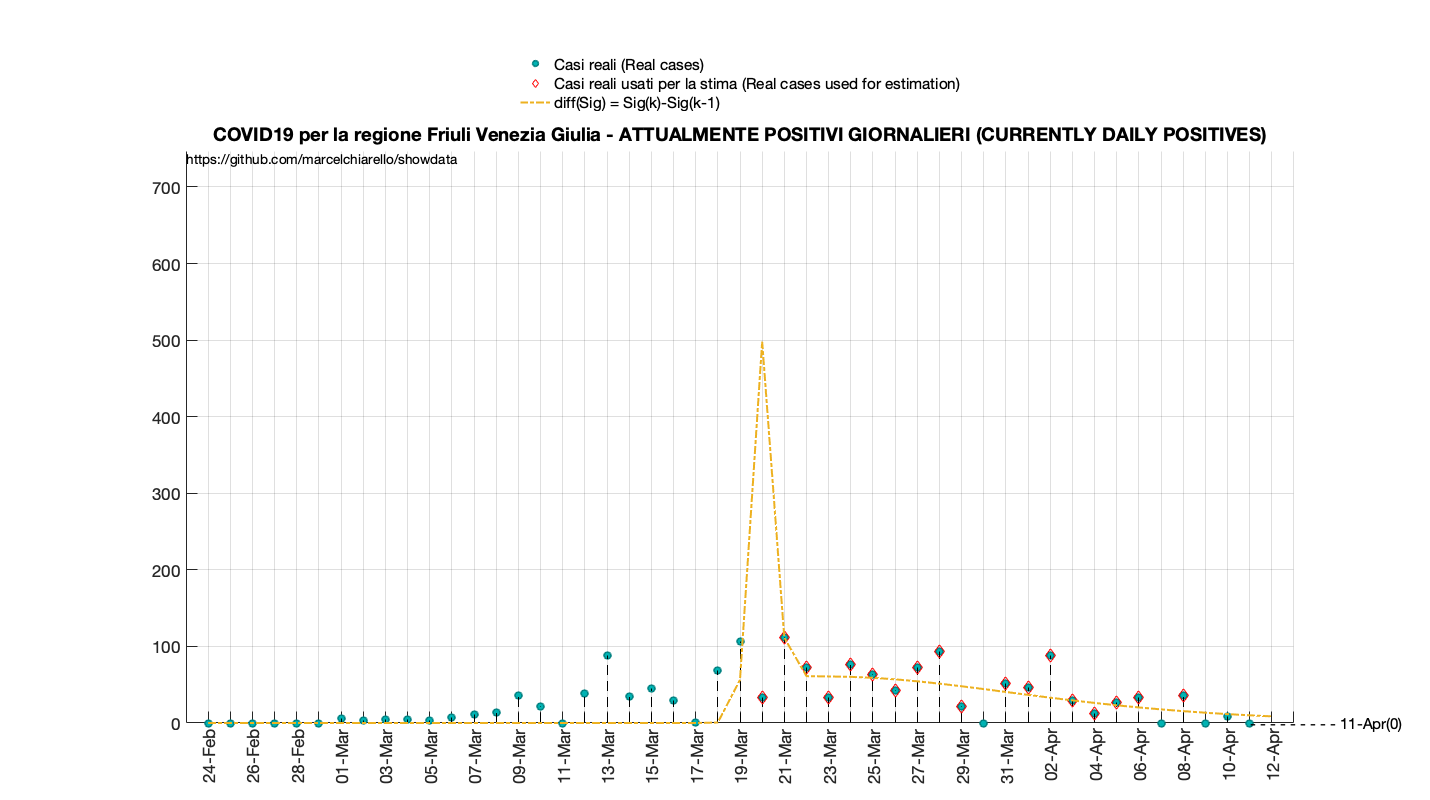 Casi reali (Real cases)
Casi reali usati per la stima (Real cases used for estimation)
diff(Sig) = Sig(k)-Sig(k-1)
COVID19 per la regione Friuli Venezia Giulia - ATTUALMENTE POSITIVI GIORNALIERI (CURRENTLY DAILY POSITIVES)
https://github.com/marcelchiarello/showdata
700
600
500
400
300
200
100
0
11-Apr(0)
24-Feb
26-Feb
28-Feb
01-Mar
03-Mar
05-Mar
07-Mar
09-Mar
11-Mar
13-Mar
15-Mar
17-Mar
19-Mar
21-Mar
23-Mar
25-Mar
27-Mar
29-Mar
31-Mar
02-Apr
04-Apr
06-Apr
08-Apr
10-Apr
12-Apr